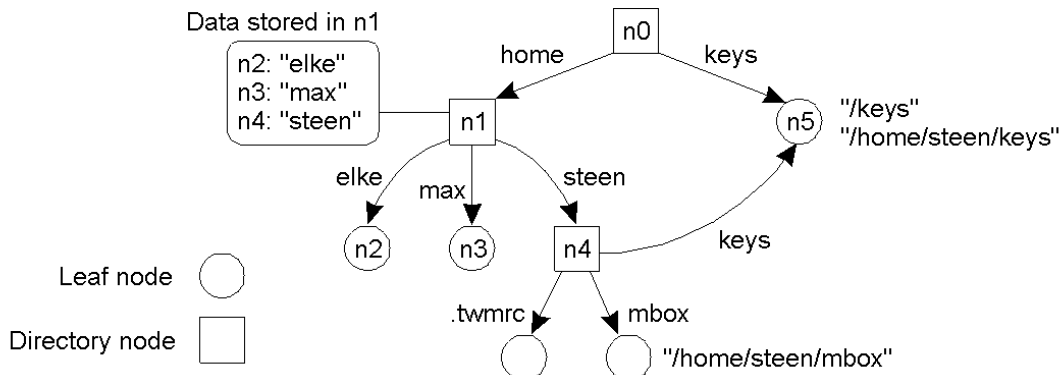 Data stored in n1
n2: "elke"
n3: "max"
n4: "steen"
n0
home
keys
n1
n5
"/keys"
"/home/steen/keys"
elke
max
steen
n2
n3
n4
keys
Leaf node
.twmrc
mbox
Directory node
"/home/steen/mbox"